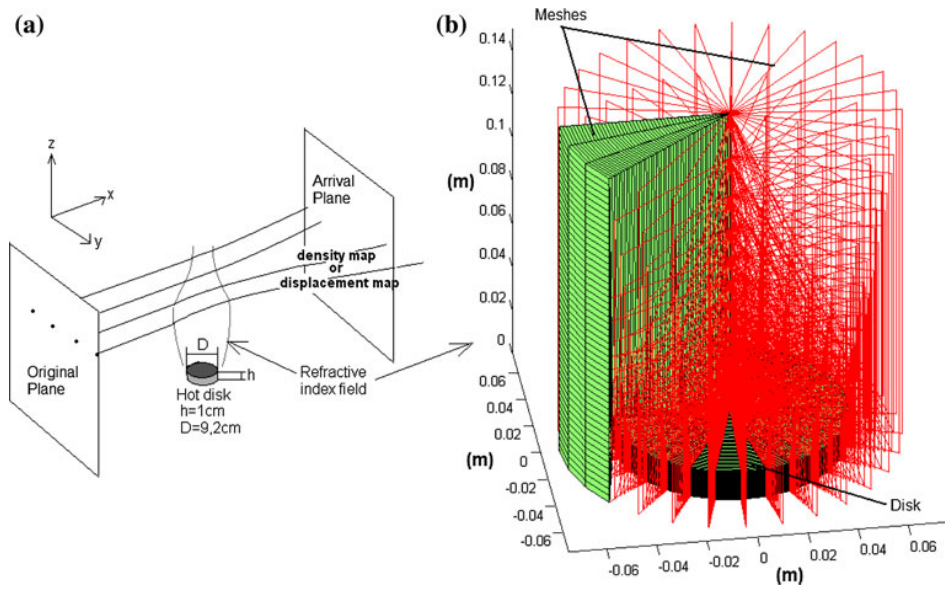 (a)
z
x
y
Arrival
Plane
density map
or
displacement map
Original
Plane
D
h
Hot disk
h=1cm
D=9,2cm
Refractive
index field
(b)
Meshes
0.14
0.12
0.1
0.08
(m)
0.06
0.04
0.02
0
0.06
0.04
0.02
(m)
0
-0.02
-0.04
-0.06
Disk
-0.06
-0.04
-0.02
0
0.02
0.04
0.06
(m)